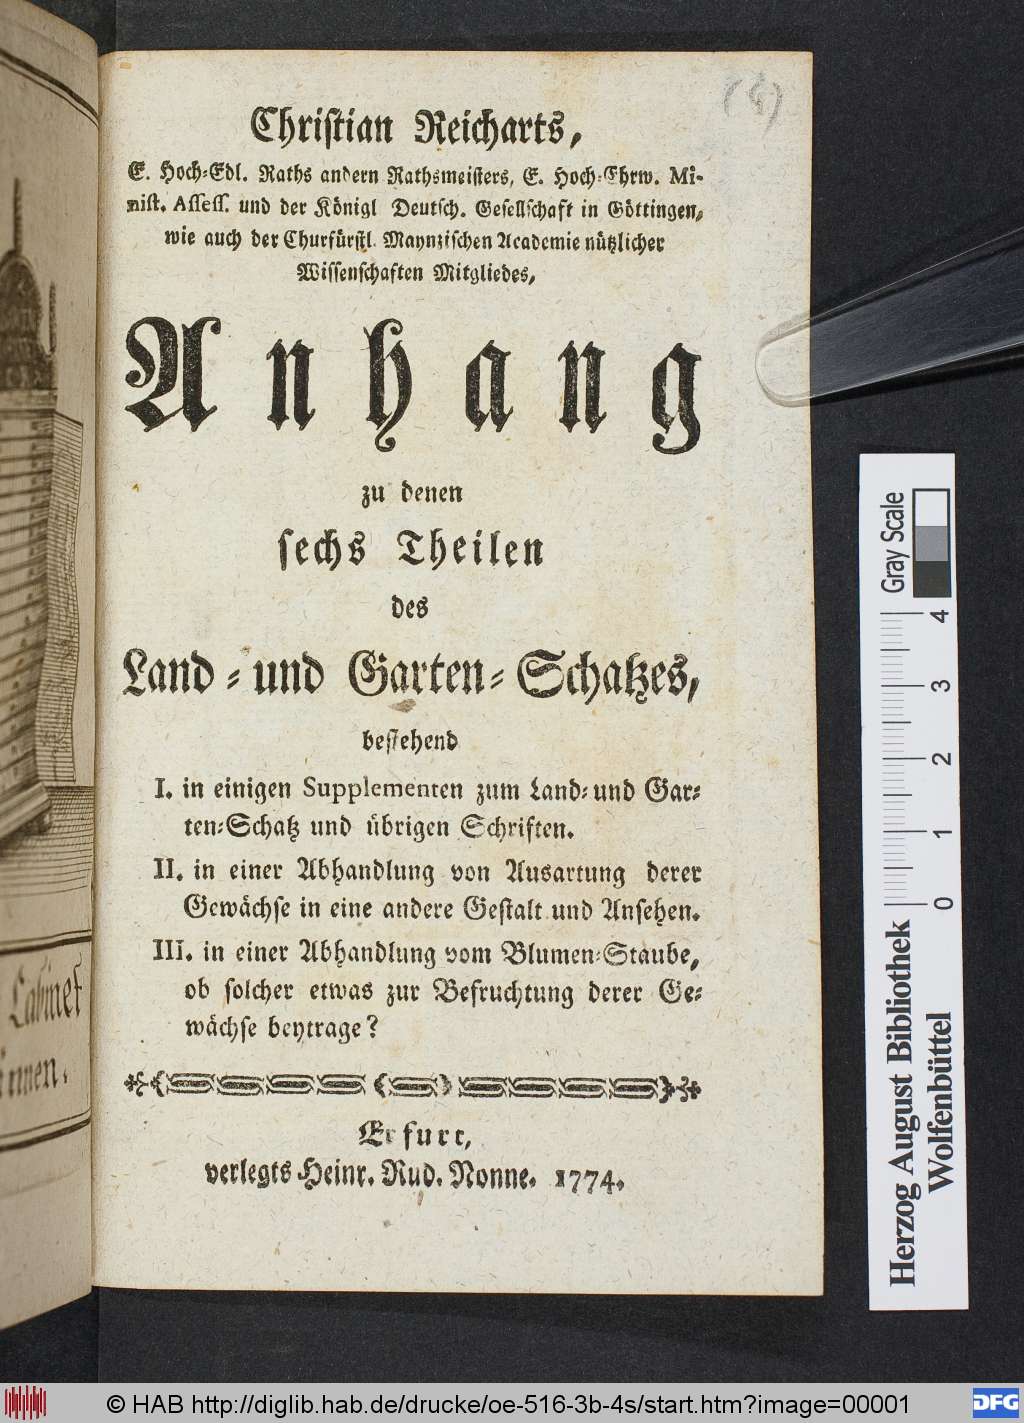 (4)
Christian Reicharts,
E. Hoch-Edl. Raths andern Rathsmeisters, E. Hoch-Ehrw. Mi-
nist. Assess. und der Königl Deutsch. Gesellschaft in Göttingen,
wie auch der Churfürstl. Maynzischen Academie nützlicher
Wissenschaften Mitgliedes,
Anhang
zu denen
sechs Theilen
des
Land- und Garten-Schatzes,
bestehend
I. in einigen Supplementen zum Land- und Gar-
ten-Schatz und übrigen Schriften.
II. in einer Abhandlung von Ausartung derer
Gewächse in eine andere Gestalt und Ansehen.
III. in einer Abhandlung vom Blumen-Staube,
ob solcher etwas zur Befruchtung derer Ge-
wächse beytrage?
Erfurt,
verlegts Heinr. Rud. Nonne. 1774.
Cabinet
Gray Scale
4 3 2 1 0
Herzog August Bibliothek
Wolfenbüttel
© HAB http://diglib.hab.de/drucke/oe-516-3b-4s/start.htm?image=00001
DFG